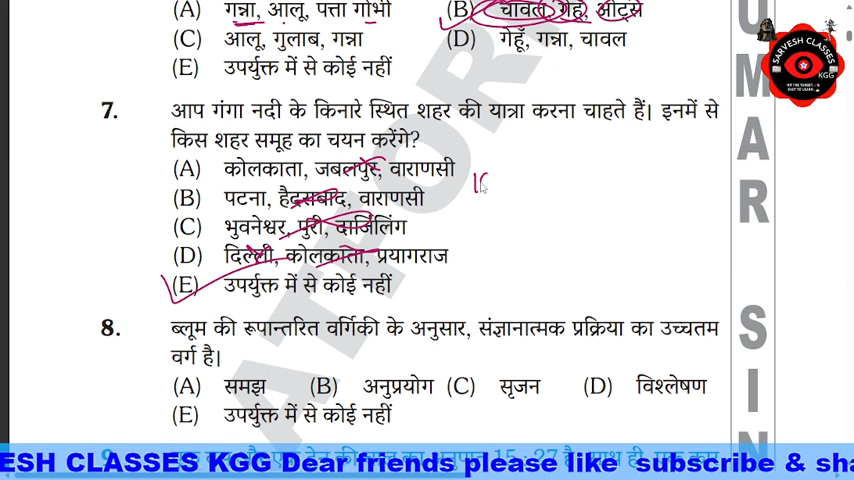 (A) गन्ना, आलू, पत्ता गोभी (B) चावल, गेहूँ, ओट्स
(C) आलू, गुलाब, गन्ना (D) गेहूँ, गन्ना, चावल
(E) उपर्युक्त में से कोई नहीं
7. आप गंगा नदी के किनारे स्थित शहर की यात्रा करना चाहते हैं। इनमें से
किस शहर समूह का चयन करेंगे?
(A) कोलकाता, जबलपुर, वाराणसी
(B) पटना, हैदराबाद, वाराणसी
(C) भुवनेश्वर, पुरी, दार्जिलिंग
(D) दिल्ली, कोलकाता, प्रयागराज
(E) उपर्युक्त में से कोई नहीं
8. ब्लूम की रूपान्तरित वर्गिकी के अनुसार, संज्ञानात्मक प्रक्रिया का उच्चतम
वर्ग है।
(A) समझ (B) अनुप्रयोग (C) सृजन (D) विश्लेषण
(E) उपर्युक्त में से कोई नहीं
ESH CLASSES KGG Dear friends please like subscribe & sha
SARVESH CLASSES
KGG
UMAR SIN
ATFOR